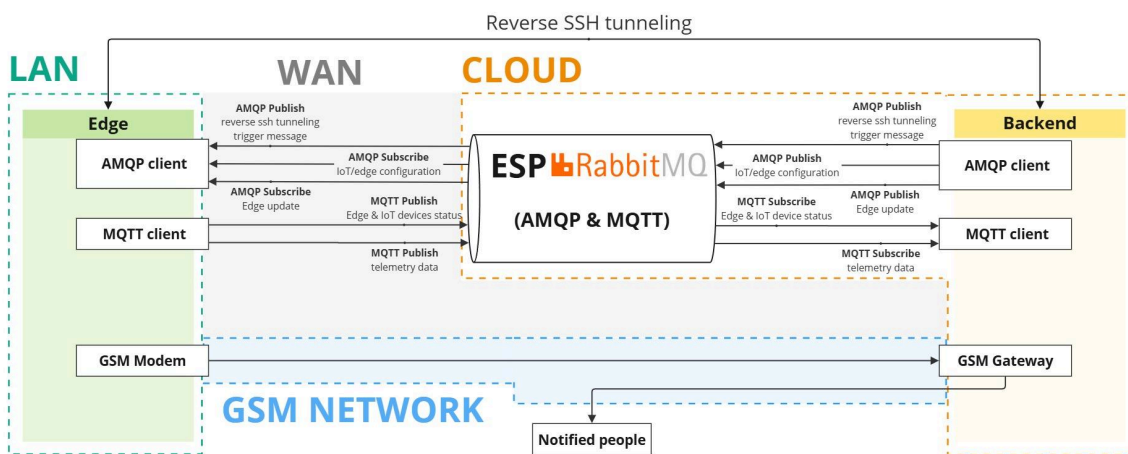 Reverse SSH tunneling
LAN
WAN
CLOUD
Edge
AMQP client
MQTT client
GSM Modem
AMQP Publish
reverse ssh tunneling
trigger message
AMQP Subscribe
IoT/edge configuration
AMQP Subscribe
Edge update
MQTT Publish
Edge & IoT devices status
MQTT Publish
telemetry data
ESP RabbitMQ
(AMQP & MQTT)
AMQP Publish
reverse ssh tunneling
trigger message
AMQP Publish
IoT/edge configuration
AMQP Publish
Edge update
MQTT Subscribe
Edge & IoT device status
MQTT Subscribe
telemetry data
Backend
AMQP client
MQTT client
GSM Gateway
GSM NETWORK
Notified people